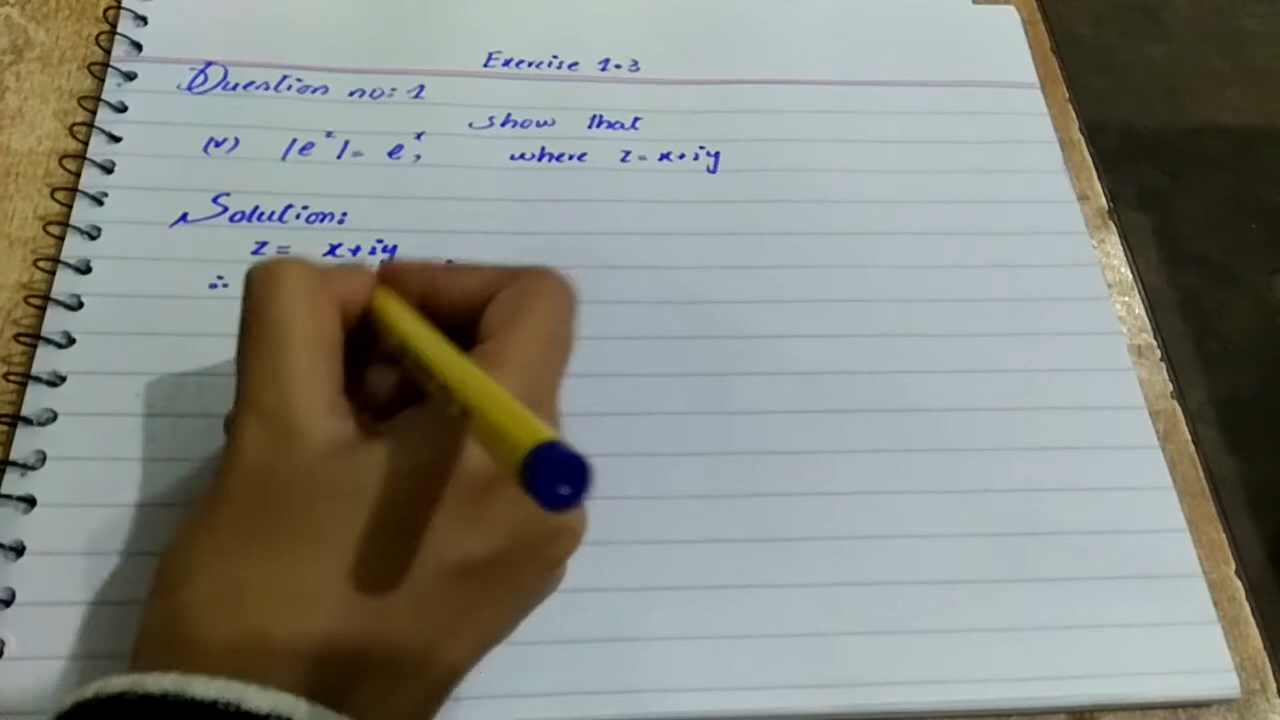 Exercise 1.3
Question no: 1
show that
(v) |e^z| = e^x, where z = x+iy
Solution:
z = x+iy
∴